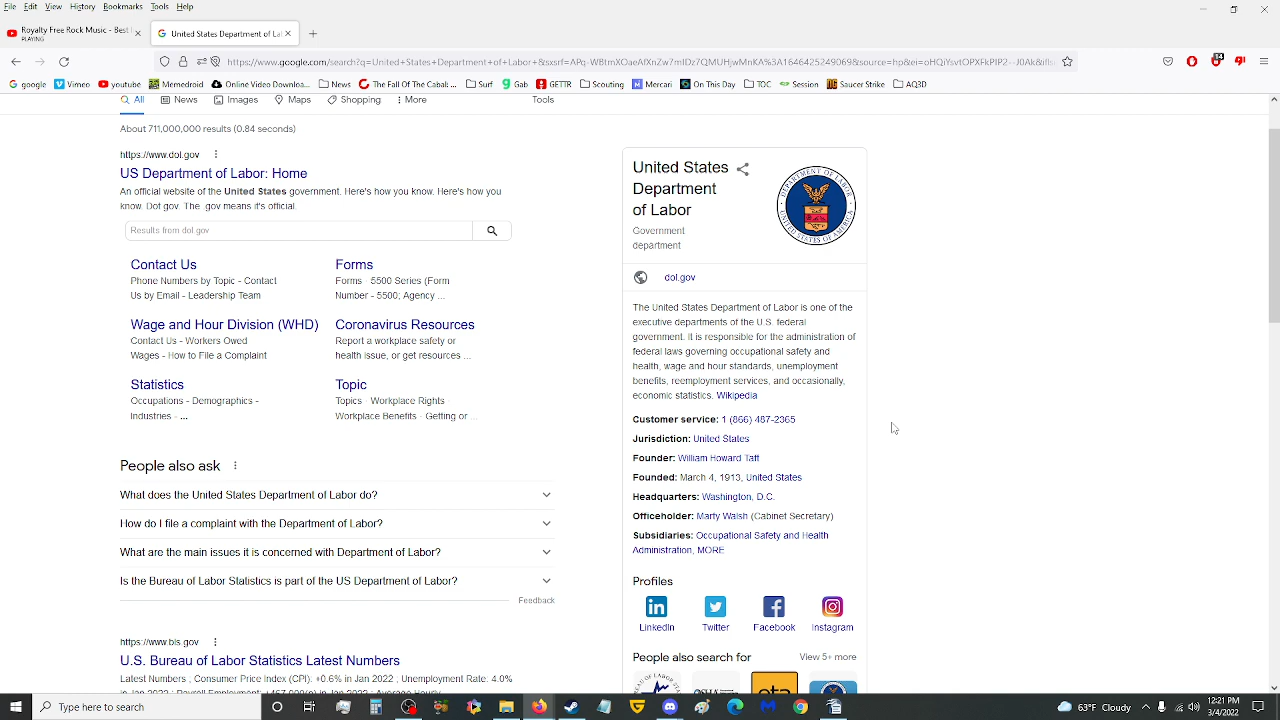 File Edit View History Bookmarks Tools Help
Royalty Free Rock Music - Best
PLAYING
United States Department of La
google Vimeo youtube Memedroid Online Video Downloa... News The Fall Of The Cabal: ... Surf Gab GETTR Scouting Mercari On This Day TOC Session Saucer Strike AQ3D
All News Images Maps Shopping More Tools
About 711,000,000 results (0.84 seconds)
https://www.dol.gov
US Department of Labor: Home
An official website of the United States government. Here's how you know. Here's how you
know. Dot gov. The .gov means it's official.
Results from dol.gov
Contact Us
Phone Numbers by Topic - Contact
Us by Email - Leadership Team
Forms
Forms - 5500 Series (Form
Number - 5500; Agency ...
Wage and Hour Division (WHD)
Contact Us - Workers Owed
Wages - How to File a Complaint
Coronavirus Resources
Report a workplace safety or
health issue, or get resources ...
Statistics
Occupations - Demographics -
Industries - ...
Topic
Topics - Workplace Rights -
Workplace Benefits - Getting or ...
People also ask
What does the United States Department of Labor do?
How do I file a complaint with the Department of Labor?
What are the main issues it is concerned with Department of Labor?
Is the Bureau of Labor Statistics is part of the US Department of Labor?
Feedback
https://www.bls.gov
U.S. Bureau of Labor Statistics Latest Numbers
Latest Numbers , Consumer Price Index (CPI): +0.6% in Jan 2022 ; Unemployment Rate: 4.0%
in Jan 2022 ; Payroll Employment: +467,000(p) in Jan 2022 ; Average Hourly
United States
Department
of Labor
Government
department
DEPARTMENT OF LABOR
UNITED STATES OF AMERICA
dol.gov
The United States Department of Labor is one of the
executive departments of the U.S. federal
government. It is responsible for the administration of
federal laws governing occupational safety and
health, wage and hour standards, unemployment
benefits, reemployment services, and occasionally,
economic statistics. Wikipedia
Customer service: 1 (866) 487-2365
Jurisdiction: United States
Founder: William Howard Taft
Founded: March 4, 1913, United States
Headquarters: Washington, D.C.
Officeholder: Marty Walsh (Cabinet Secretary)
Subsidiaries: Occupational Safety and Health
Administration, MORE
Profiles
LinkedIn Twitter Facebook Instagram
People also search for View 5+ more
Type here to search
63°F Cloudy
12:21 PM
3/4/2022